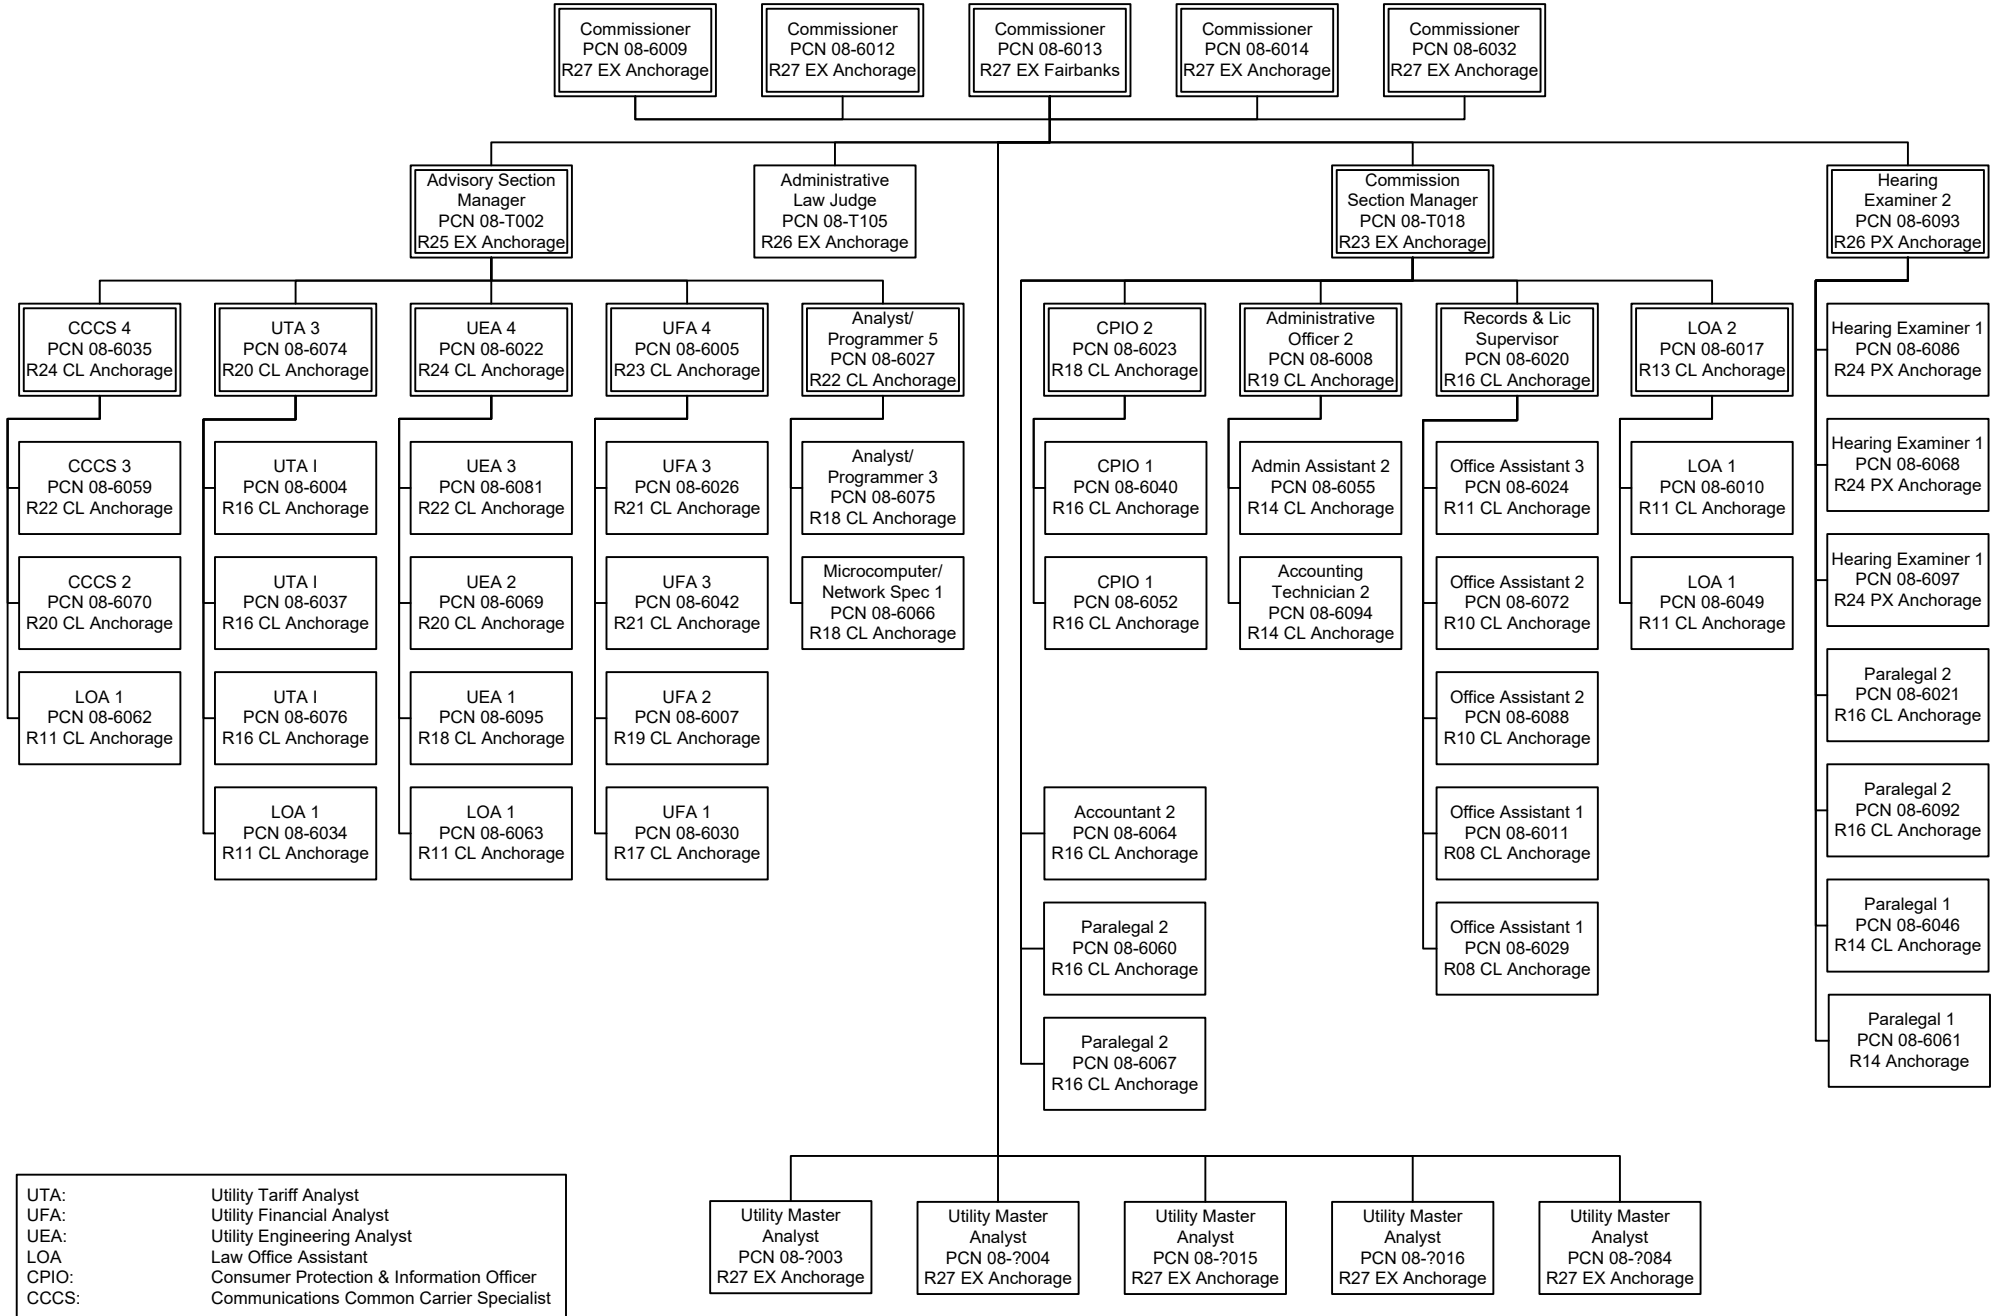 Commissioner
PCN 08-6009
R27 EX Anchorage
Commissioner
PCN 08-6012
R27 EX Anchorage
Commissioner
PCN 08-6013
R27 EX Fairbanks
Commissioner
PCN 08-6014
R27 EX Anchorage
Commissioner
PCN 08-6032
R27 EX Anchorage
Advisory Section
Manager
PCN 08-T002
R25 EX Anchorage
Administrative
Law Judge
PCN 08-T105
R26 EX Anchorage
Commission
Section Manager
PCN 08-T018
R23 EX Anchorage
Hearing
Examiner 2
PCN 08-6093
R26 PX Anchorage
CCCS 4
PCN 08-6035
R24 CL Anchorage
UTA 3
PCN 08-6074
R20 CL Anchorage
UEA 4
PCN 08-6022
R24 CL Anchorage
UFA 4
PCN 08-6005
R23 CL Anchorage
Analyst/
Programmer 5
PCN 08-6027
R22 CL Anchorage
CPIO 2
PCN 08-6023
R18 CL Anchorage
Administrative
Officer 2
PCN 08-6008
R19 CL Anchorage
Records & Lic
Supervisor
PCN 08-6020
R16 CL Anchorage
LOA 2
PCN 08-6017
R13 CL Anchorage
Hearing Examiner 1
PCN 08-6086
R24 PX Anchorage
CCCS 3
PCN 08-6059
R22 CL Anchorage
UTA I
PCN 08-6004
R16 CL Anchorage
UEA 3
PCN 08-6081
R22 CL Anchorage
UFA 3
PCN 08-6026
R21 CL Anchorage
Analyst/
Programmer 3
PCN 08-6075
R18 CL Anchorage
CPIO 1
PCN 08-6040
R16 CL Anchorage
Admin Assistant 2
PCN 08-6055
R14 CL Anchorage
Office Assistant 3
PCN 08-6024
R11 CL Anchorage
LOA 1
PCN 08-6010
R11 CL Anchorage
Hearing Examiner 1
PCN 08-6068
R24 PX Anchorage
CCCS 2
PCN 08-6070
R20 CL Anchorage
UTA I
PCN 08-6037
R16 CL Anchorage
UEA 2
PCN 08-6069
R20 CL Anchorage
UFA 3
PCN 08-6042
R21 CL Anchorage
Microcomputer/
Network Spec 1
PCN 08-6066
R18 CL Anchorage
CPIO 1
PCN 08-6052
R16 CL Anchorage
Accounting
Technician 2
PCN 08-6094
R14 CL Anchorage
Office Assistant 2
PCN 08-6072
R10 CL Anchorage
LOA 1
PCN 08-6049
R11 CL Anchorage
Hearing Examiner 1
PCN 08-6097
R24 PX Anchorage
LOA 1
PCN 08-6062
R11 CL Anchorage
UTA I
PCN 08-6076
R16 CL Anchorage
UEA 1
PCN 08-6095
R18 CL Anchorage
UFA 2
PCN 08-6007
R19 CL Anchorage
Office Assistant 2
PCN 08-6088
R10 CL Anchorage
Paralegal 2
PCN 08-6021
R16 CL Anchorage
LOA 1
PCN 08-6034
R11 CL Anchorage
LOA 1
PCN 08-6063
R11 CL Anchorage
UFA 1
PCN 08-6030
R17 CL Anchorage
Accountant 2
PCN 08-6064
R16 CL Anchorage
Office Assistant 1
PCN 08-6011
R08 CL Anchorage
Paralegal 2
PCN 08-6092
R16 CL Anchorage
Paralegal 2
PCN 08-6060
R16 CL Anchorage
Office Assistant 1
PCN 08-6029
R08 CL Anchorage
Paralegal 1
PCN 08-6046
R14 CL Anchorage
Paralegal 2
PCN 08-6067
R16 CL Anchorage
Paralegal 1
PCN 08-6061
R14 Anchorage
Utility Master
Analyst
PCN 08-?003
R27 EX Anchorage
Utility Master
Analyst
PCN 08-?004
R27 EX Anchorage
Utility Master
Analyst
PCN 08-?015
R27 EX Anchorage
Utility Master
Analyst
PCN 08-?016
R27 EX Anchorage
Utility Master
Analyst
PCN 08-?084
R27 EX Anchorage
UTA: Utility Tariff Analyst
UFA: Utility Financial Analyst
UEA: Utility Engineering Analyst
LOA Law Office Assistant
CPIO: Consumer Protection & Information Officer
CCCS: Communications Common Carrier Specialist